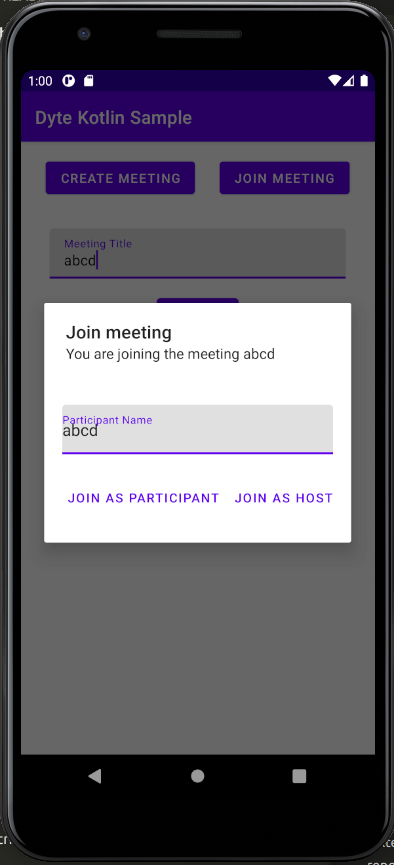 1:00
Dyte Kotlin Sample
CREATE MEETING JOIN MEETING
Meeting Title
abcd
Join meeting
You are joining the meeting abcd
Participant Name
abcd
JOIN AS PARTICIPANT JOIN AS HOST